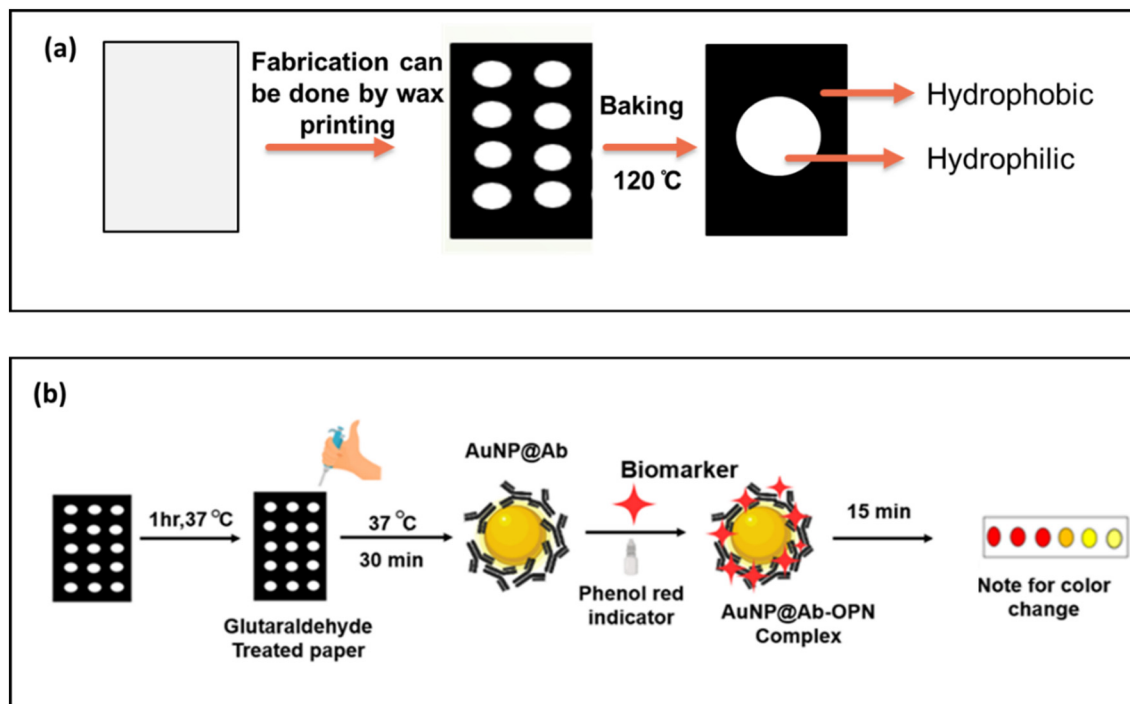 (a)
Fabrication can
be done by wax
printing
Baking
120 ℃
Hydrophobic
Hydrophilic
(b)
1hr,37 °C
Glutaraldehyde
Treated paper
37 °C
30 min
AuNP@Ab
Biomarker
Phenol red
indicator
AuNP@Ab-OPN
Complex
15 min
Note for color
change